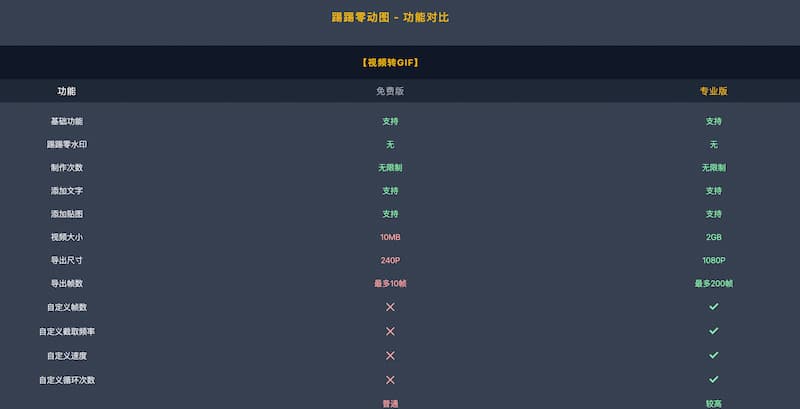 踢踢零动图 - 功能对比
【视频转GIF】
功能 免费版 专业版
基础功能 支持 支持
踢踢零水印 无 无
制作次数 无限制 无限制
添加文字 支持 支持
添加贴图 支持 支持
视频大小 10MB 2GB
导出尺寸 240P 1080P
导出帧数 最多10帧 最多200帧
自定义帧数 ✕ ✓
自定义截取频率 ✕ ✓
自定义速度 ✕ ✓
自定义循环次数 ✕ ✓
普通 较高